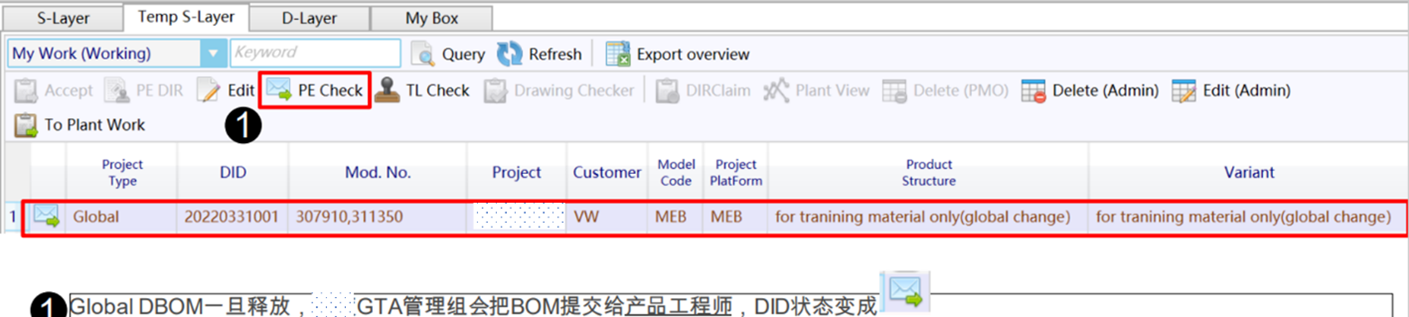 S-Layer Temp S-Layer D-Layer My Box
My Work (Working) Keyword Query Refresh Export overview
Accept PE DIR Edit PE Check TL Check Drawing Checker DIRClaim Plant View Delete (PMO) Delete (Admin) Edit (Admin)
To Plant Work 1
Project Type DID Mod. No. Project Customer Model Code Project PlatForm Product Structure Variant
1 Global 20220331001 307910,311350 VW MEB MEB for tranining material only(global change) for tranining material only(global change)
1 Global DBOM一旦释放，GTA管理组会把BOM提交给产品工程师，DID状态变成